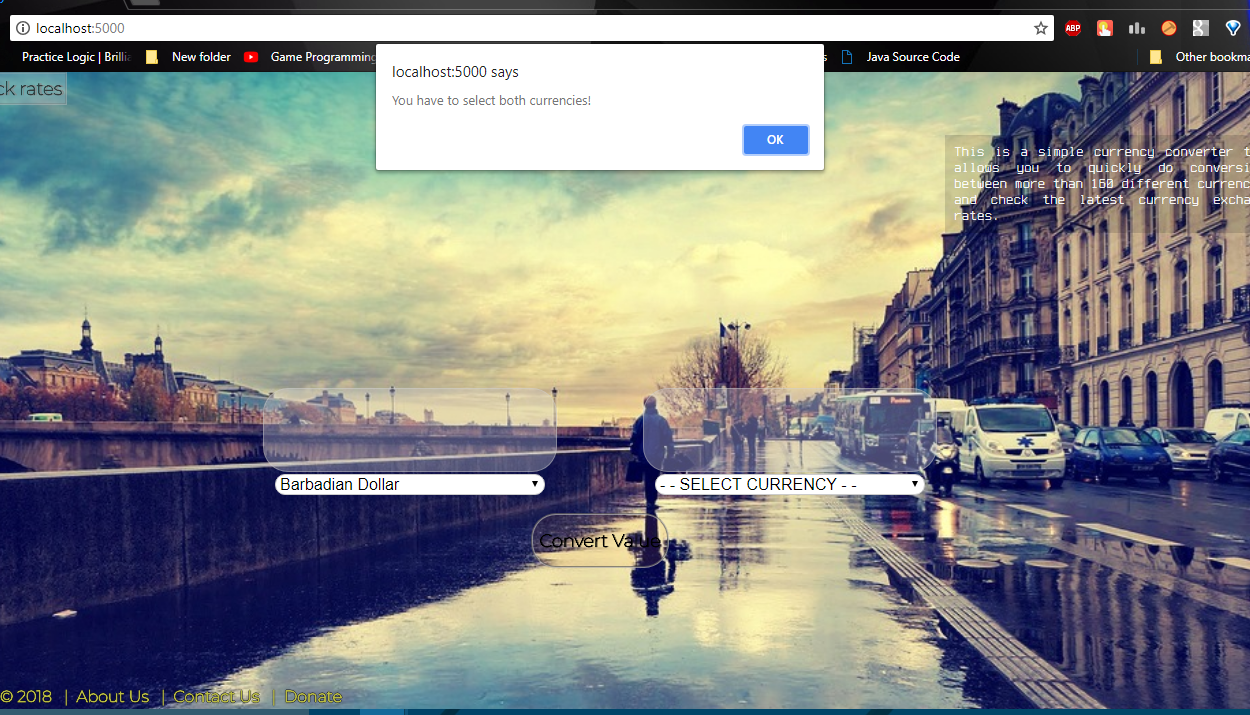 localhost:5000
ABP
Practice Logic | Brillia
New folder
Game Programming
s
Java Source Code
Other bookma
localhost:5000 says
You have to select both currencies!
OK
ck rates
This is a simple currency converter t
allows you to quickly do conversi
between more than 160 different currenc
and check the latest currency excha
rates.
Barbadian Dollar
- - SELECT CURRENCY - -
Convert Value
© 2018 | About Us | Contact Us | Donate